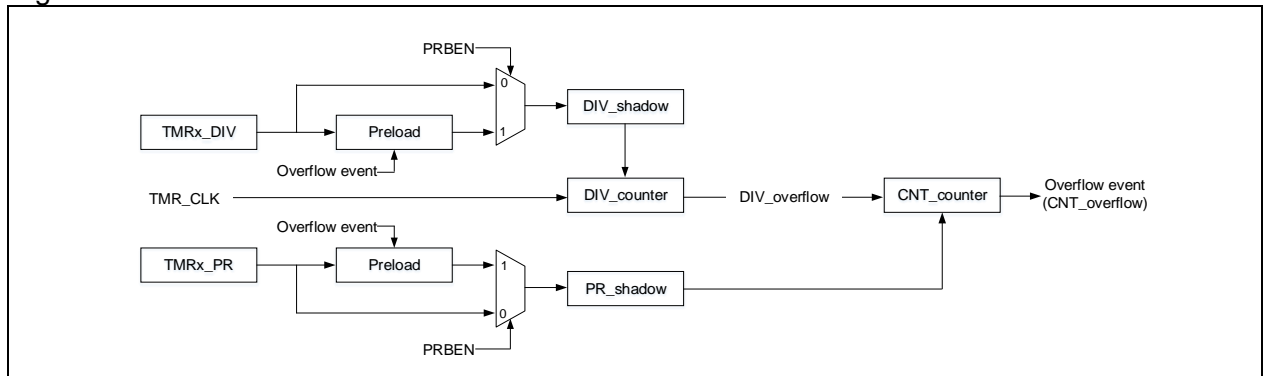 PRBEN
0
TMRx_DIV
Preload
1
DIV_shadow
Overflow event
TMR_CLK
DIV_counter
DIV_overflow
CNT_counter
Overflow event
(CNT_overflow)
Overflow event
TMRx_PR
Preload
1
PR_shadow
0
PRBEN